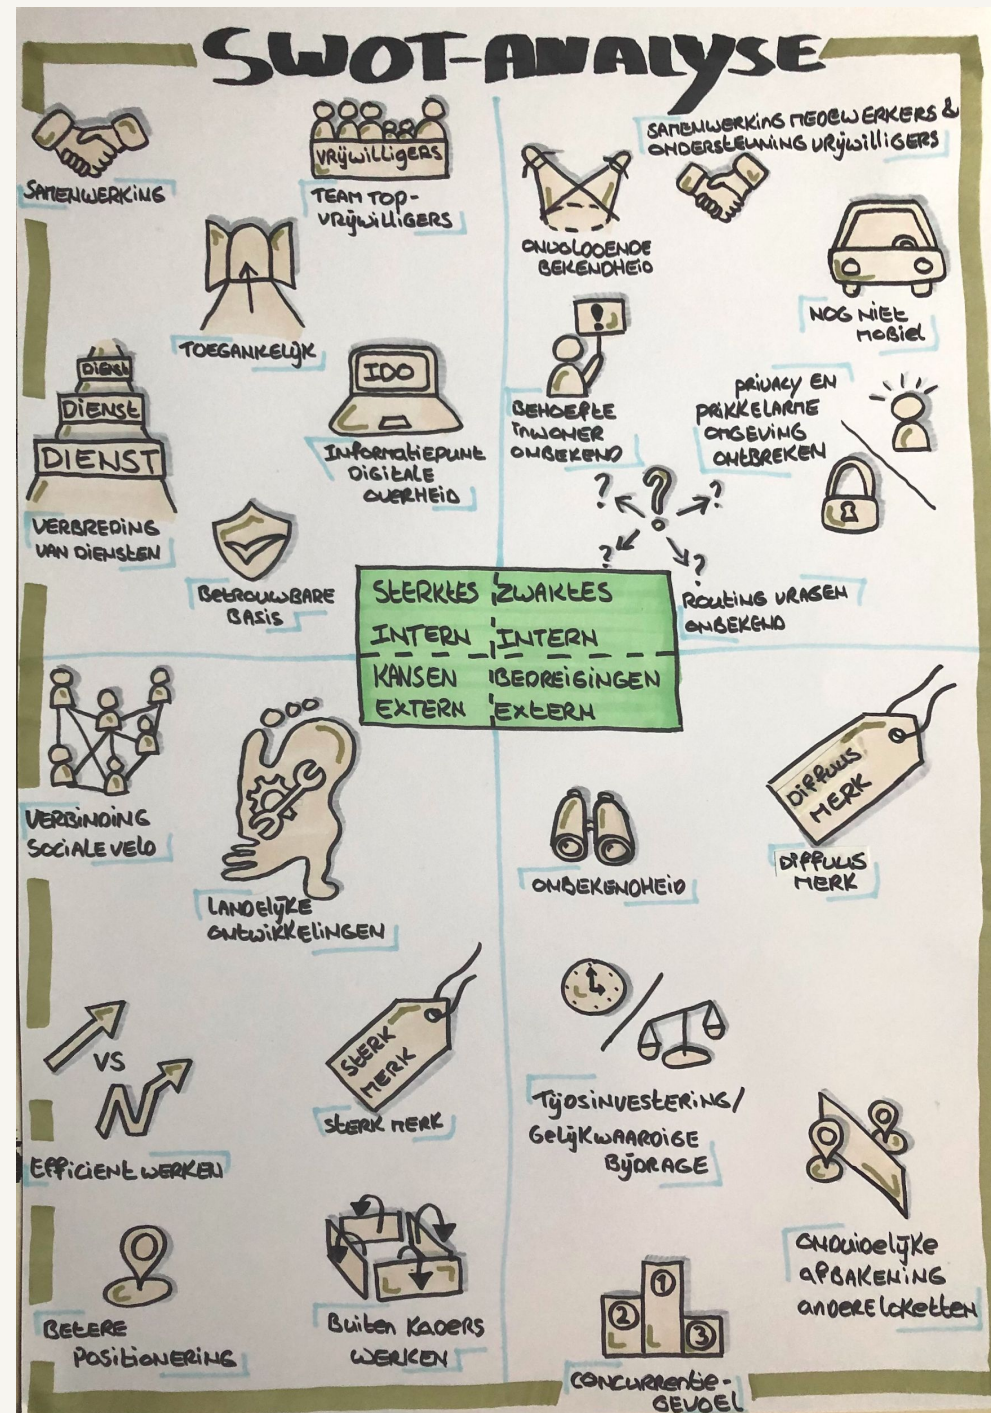 SWOT-ANALYSE
SAMENWERKING
VRIJWILLIGERS
TEAM TOP-
VRIJWILLIGERS
TOEGANKELIJK
DIENST
DIENST
DIENST
VERBREDING
VAN DIENSTEN
IDO
INFORMATIEPUNT
DIGITALE
OVERHEID
BETROUWBARE
BASIS
SAMENWERKING MEDEWERKERS &
ONDERSTEUNING VRIJWILLIGERS
ONVOLDOENDE
BEKENDHEID
NOG NIET
MOBIEL
!
BEHOEFTE
INWONER
ONBEKEND
PRIVACY EN
PRIKKELARME
OMGEVING
ONTBREKEN
? ? ?
? ?
ROUTING VRAGEN
ONBEKEND
STERKTES ZWAKTES
INTERN INTERN
KANSEN BEDREIGINGEN
EXTERN EXTERN
VERBINDING
SOCIALE VELD
LANDELIJKE
ONTWIKKELINGEN
VS
EFFICIENT WERKEN
STERK
MERK
STERK MERK
BETERE
POSITIONERING
BUITEN KADERS
WERKEN
ONBEKENDHEID
DIFFUUS
MERK
DIFFUUS
MERK
TIJDSINVESTERING/
GELIJKWAARDIGE
BIJDRAGE
ONDUIDELIJKE
AFBAKENING
ANDERE LOKETTEN
1
2
3
CONCURRENTIE-
GEVOEL